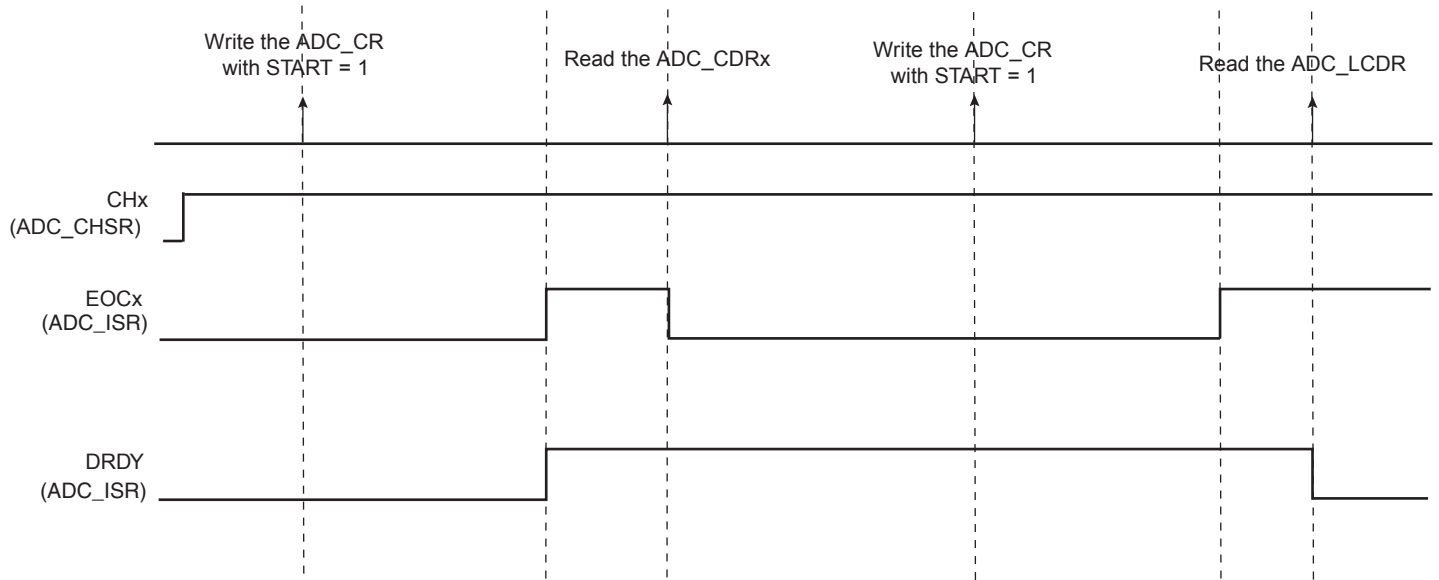 Write the ADC_CR
with START = 1
Read the ADC_CDRx
Write the ADC_CR
with START = 1
Read the ADC_LCDR
CHx
(ADC_CHSR)
EOCx
(ADC_ISR)
DRDY
(ADC_ISR)